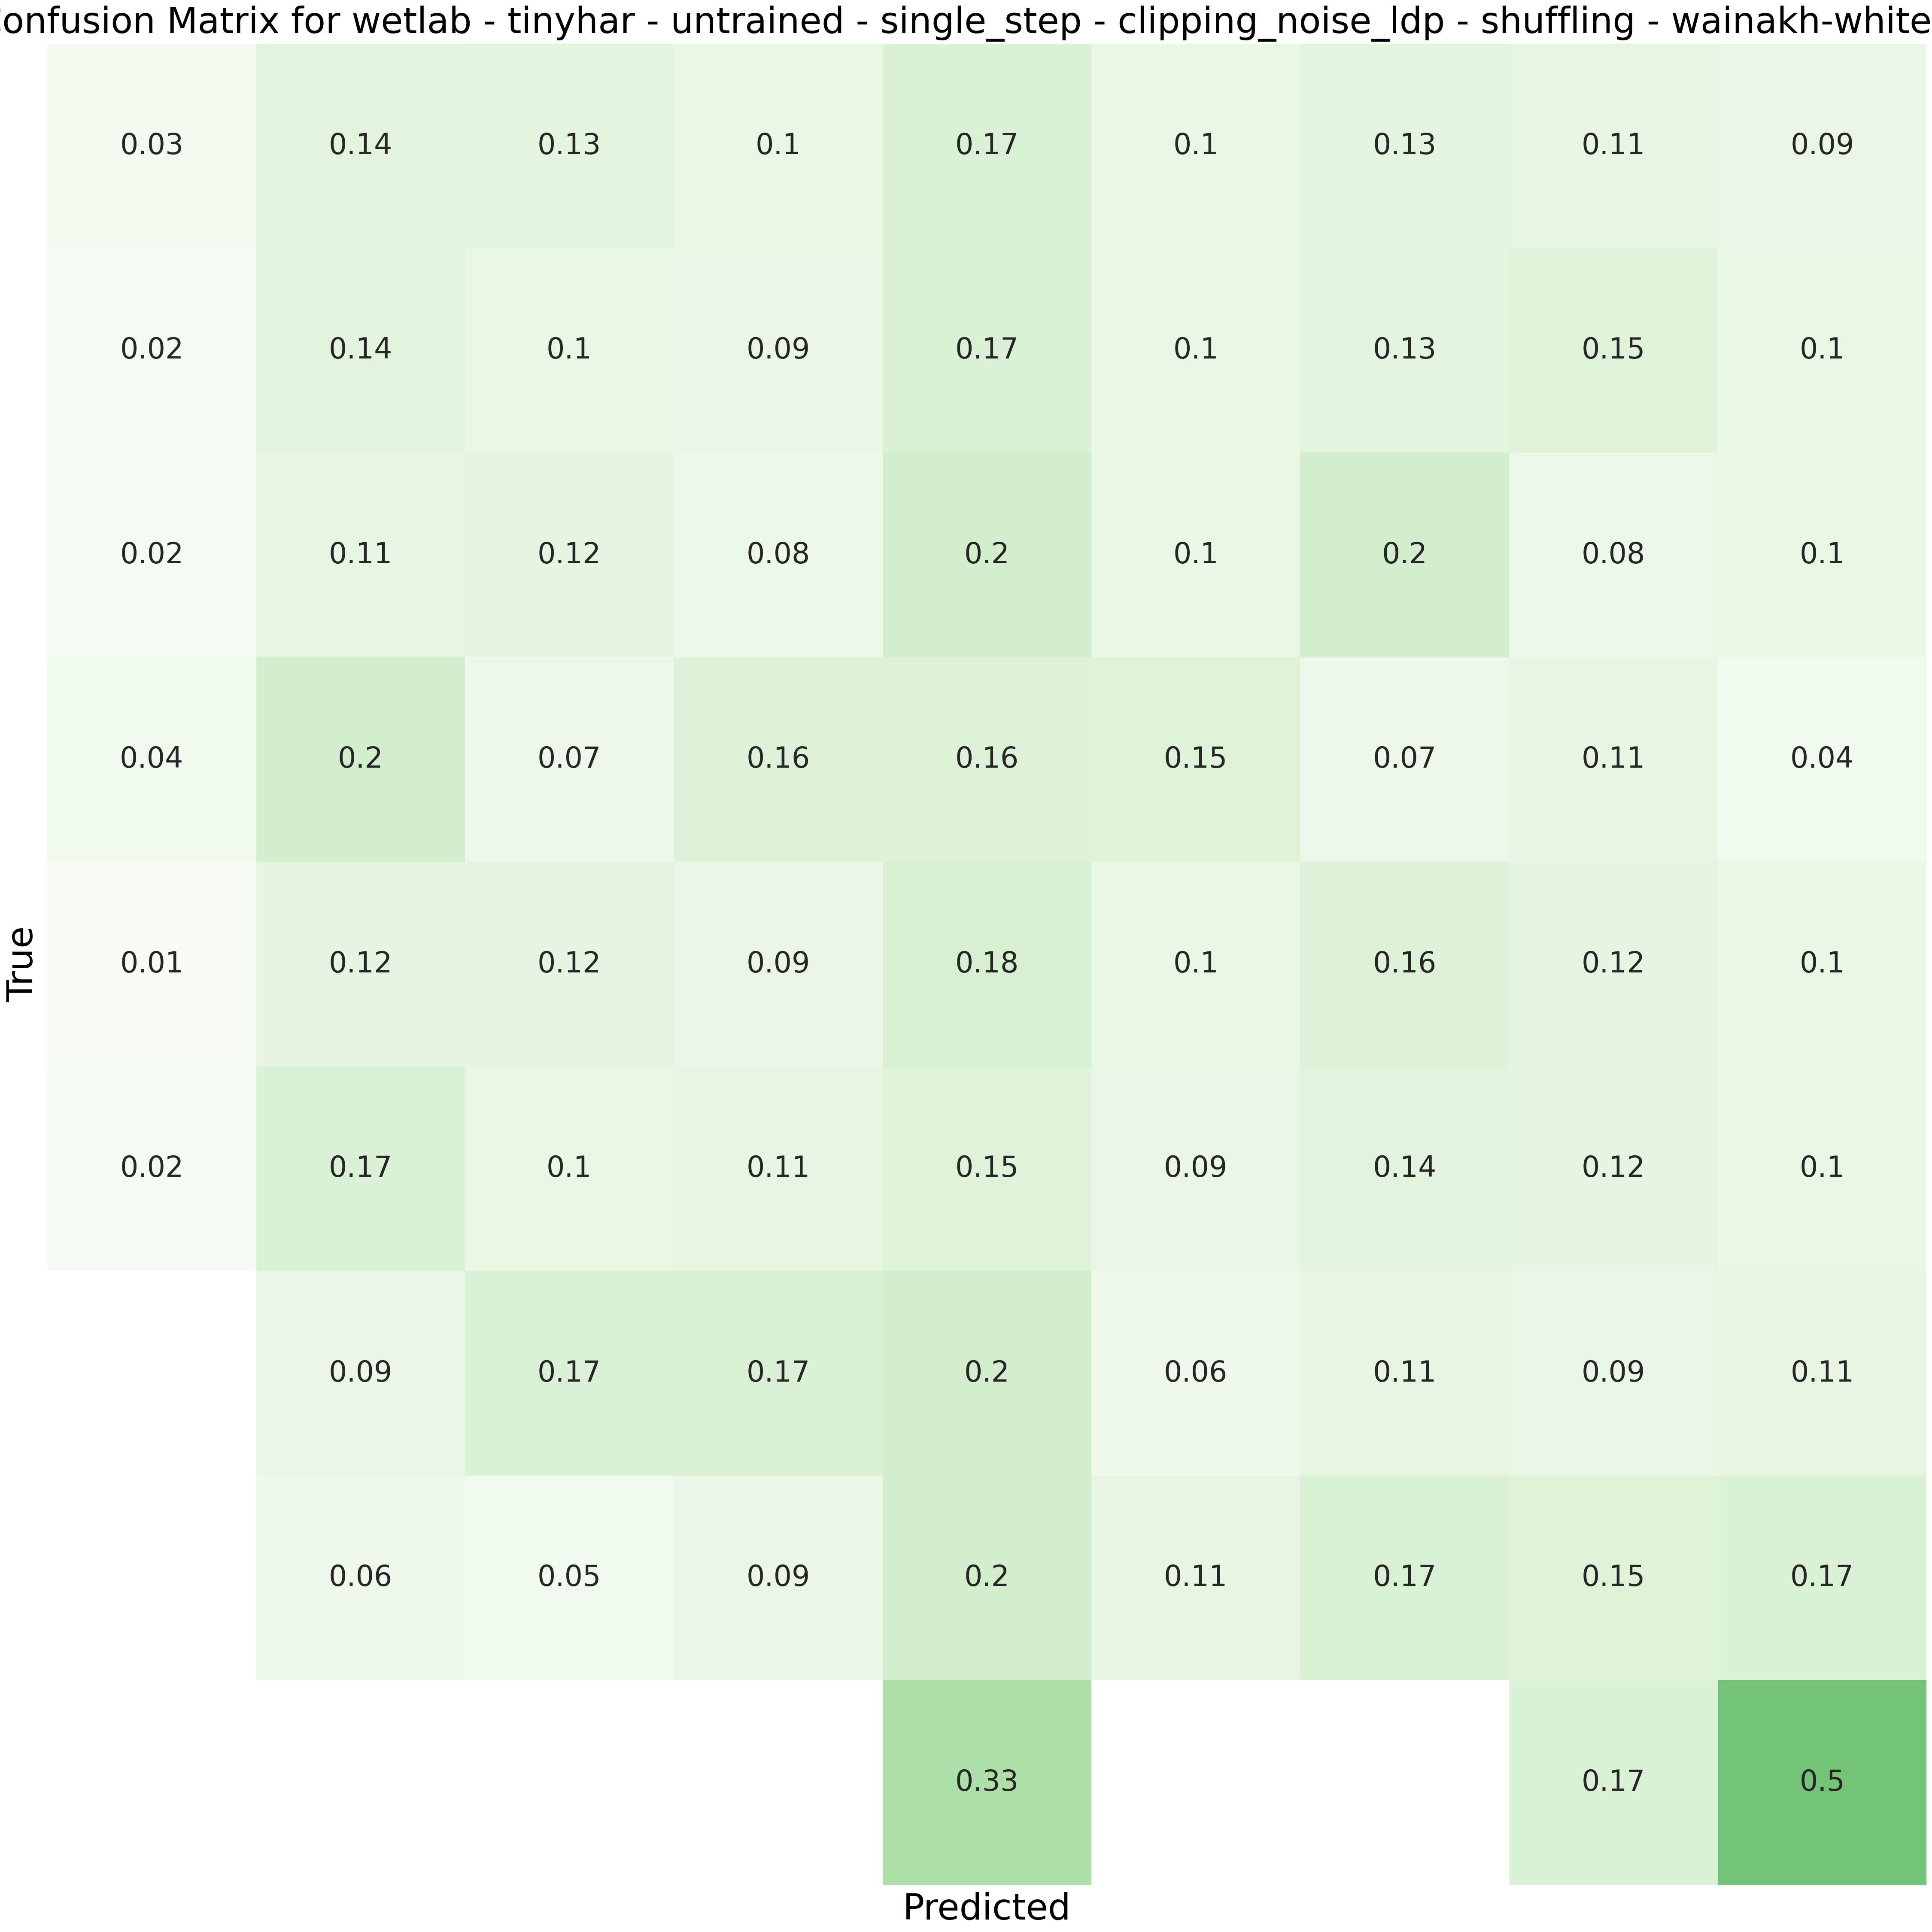 onfusion Matrix for wetlab - tinyhar - untrained - single_step - clipping_noise_ldp - shuffling - wainakh-white
0.03 0.14 0.13 0.1 0.17 0.1 0.13 0.11 0.09
0.02 0.14 0.1 0.09 0.17 0.1 0.13 0.15 0.1
0.02 0.11 0.12 0.08 0.2 0.1 0.2 0.08 0.1
0.04 0.2 0.07 0.16 0.16 0.15 0.07 0.11 0.04
0.01 0.12 0.12 0.09 0.18 0.1 0.16 0.12 0.1
0.02 0.17 0.1 0.11 0.15 0.09 0.14 0.12 0.1
0.09 0.17 0.17 0.2 0.06 0.11 0.09 0.11
0.06 0.05 0.09 0.2 0.11 0.17 0.15 0.17
0.33 0.17 0.5
True
Predicted